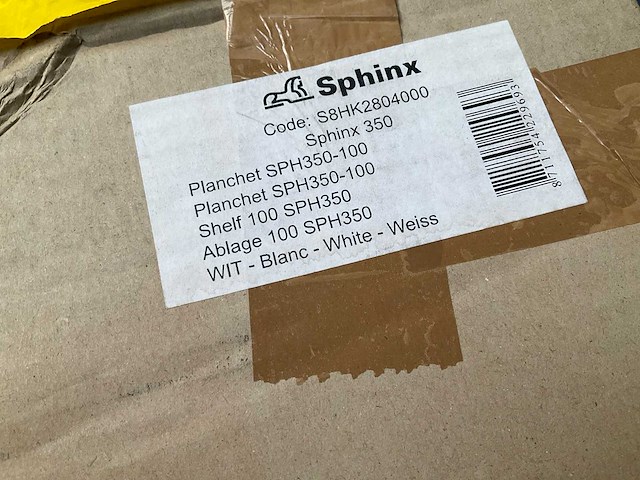 Sphinx
Code: S8HK2804000
Sphinx 350
Planchet SPH350-100
Planchet SPH350-100
Shelf 100 SPH350
Ablage 100 SPH350
WIT - Blanc - White - Weiss
8711754229693